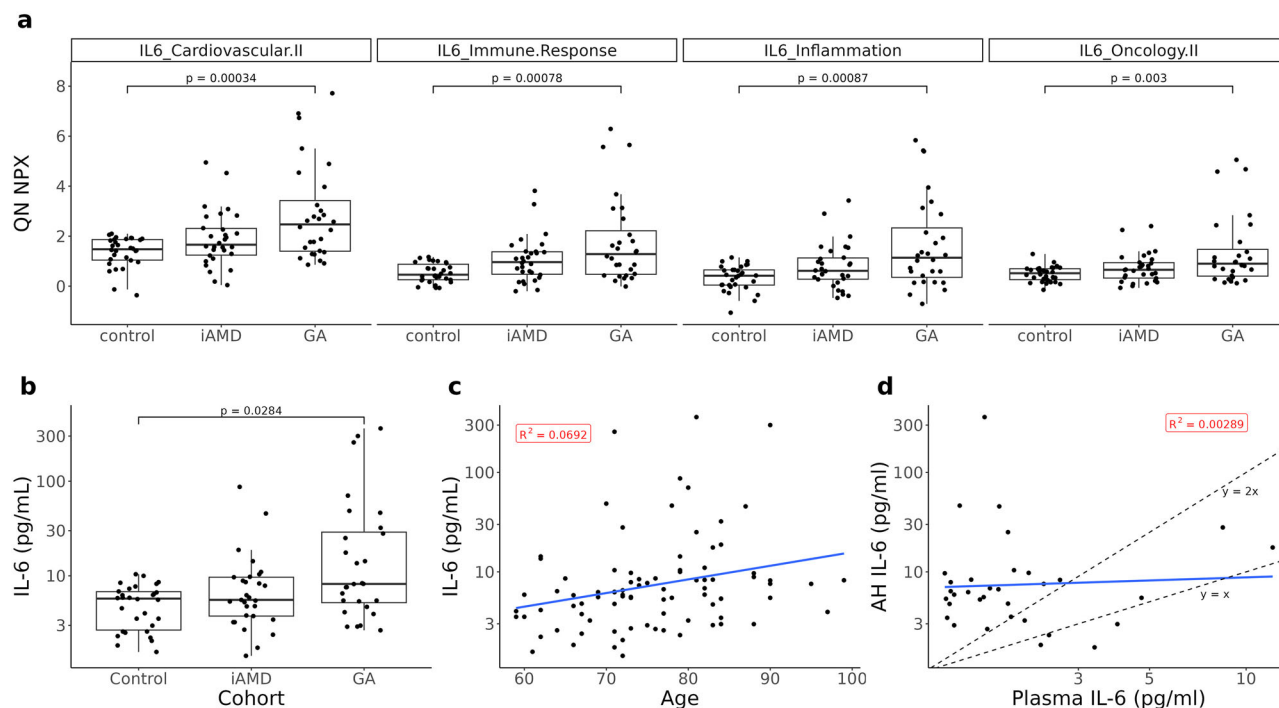 a
IL6_Cardiovascular.II
IL6_Immune.Response
IL6_Inflammation
IL6_Oncology.II
p = 0.00034
p = 0.00078
p = 0.00087
p = 0.003
QN NPX
8
6
4
2
0
control iAMD GA
control iAMD GA
control iAMD GA
control iAMD GA
b
p = 0.0284
IL-6 (pg/mL)
300
100
30
10
3
Control iAMD GA
Cohort
c
R² = 0.0692
IL-6 (pg/mL)
300
100
30
10
3
60 70 80 90 100
Age
d
R² = 0.00289
AH IL-6 (pg/ml)
300
100
30
10
3
y = 2x
y = x
3 5 10
Plasma IL-6 (pg/ml)